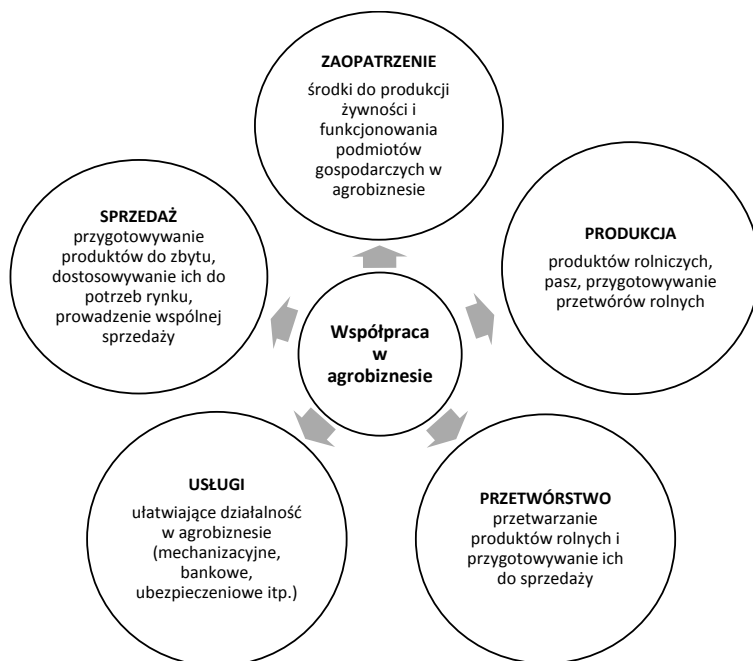 ZAOPATRZENIE
środki do produkcji
żywności i
funkcjonowania
podmiotów
gospodarczych w
agrobiznesie
PRODUKCJA
produktów rolniczych,
pasz, przygotowywanie
przetwórów rolnych
PRZETWÓRSTWO
przetwarzanie
produktów rolnych i
przygotowywanie ich
do sprzedaży
USŁUGI
ułatwiające działalność
w agrobiznesie
(mechanizacyjne,
bankowe,
ubezpieczeniowe itp.)
SPRZEDAŻ
przygotowywanie
produktów do zbytu,
dostosowywanie ich do
potrzeb rynku,
prowadzenie wspólnej
sprzedaży
Współpraca
w
agrobiznesie